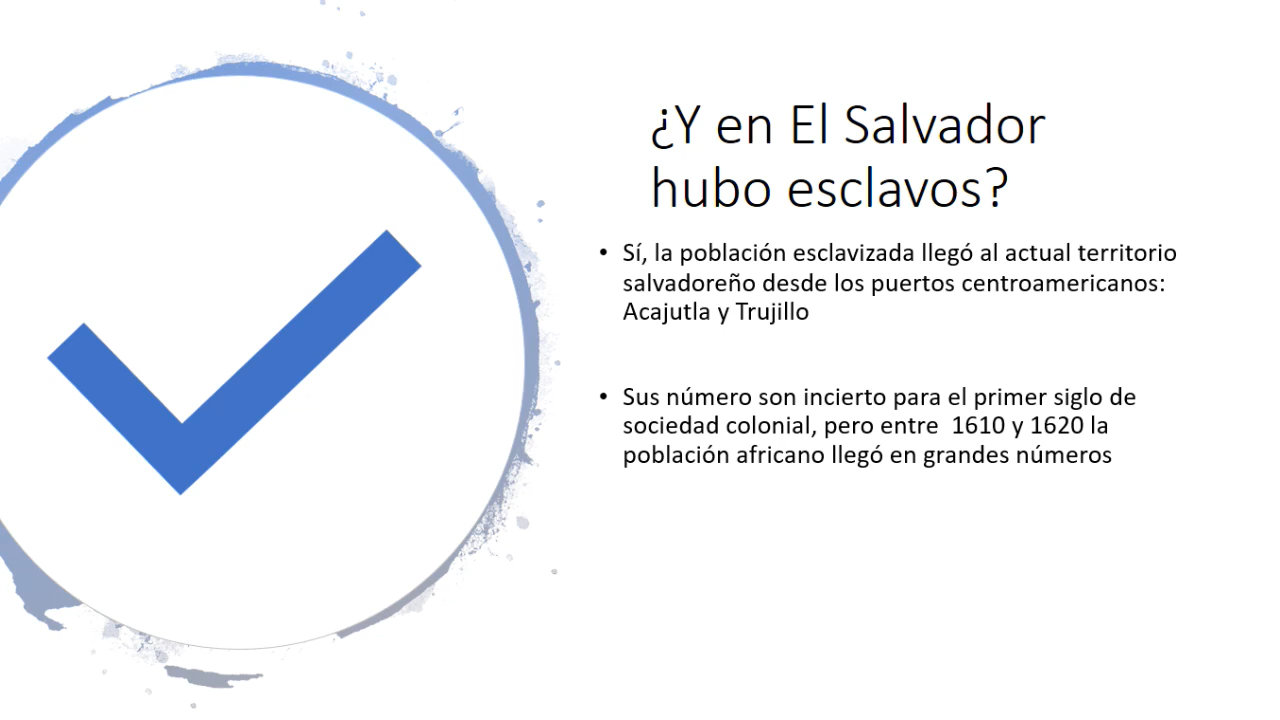 ¿Y en El Salvador
hubo esclavos?
• Sí, la población esclavizada llegó al actual territorio
salvadoreño desde los puertos centroamericanos:
Acajutla y Trujillo
• Sus número son incierto para el primer siglo de
sociedad colonial, pero entre  1610 y 1620 la
población africano llegó en grandes números